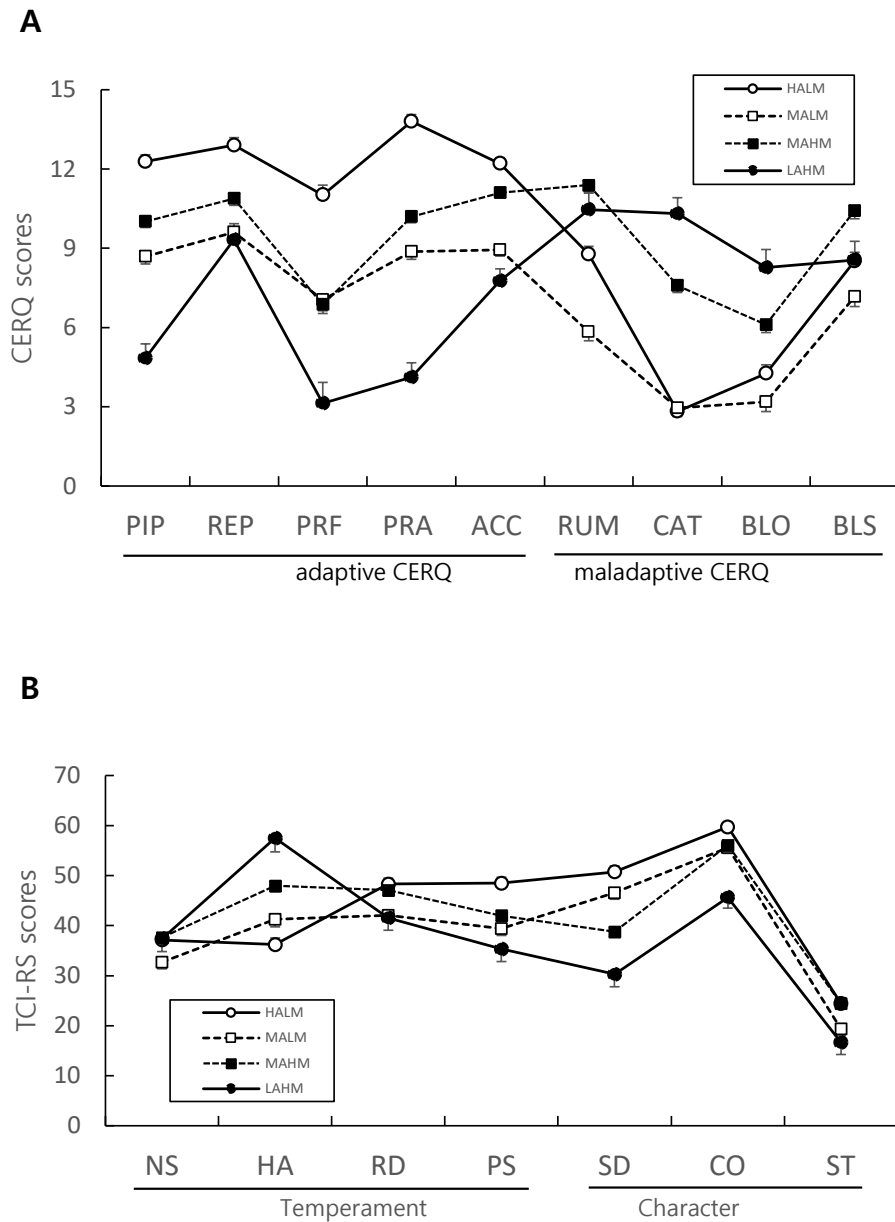 A
15
12
9
6
3
0
CERQ scores
HALM
MALM
MAHM
LAHM
PIP REP PRF PRA ACC RUM CAT BLO BLS
adaptive CERQ maladaptive CERQ
B
70
60
50
40
30
20
10
0
TCI-RS scores
HALM
MALM
MAHM
LAHM
NS HA RD PS SD CO ST
Temperament Character